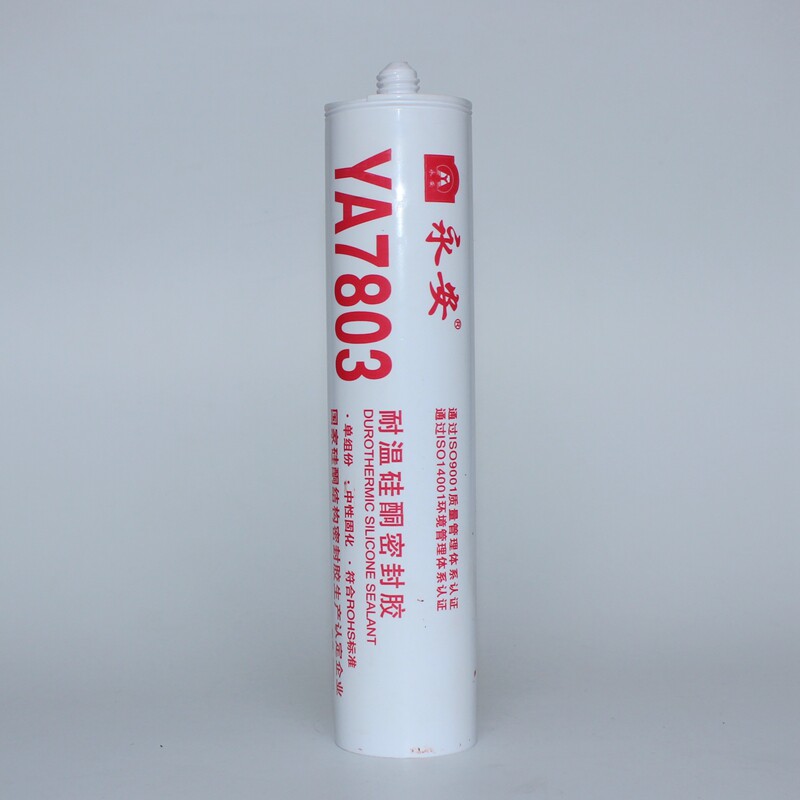 永安®
YA7803
通过ISO9001质量管理体系认证
通过ISO14001环境管理体系认证
耐温硅酮密封胶
DUROTHERMIC SILICONE SEALANT
·单组份 ·中性固化 ·符合ROHS标准
国家硅酮结构密封胶生产认定企业